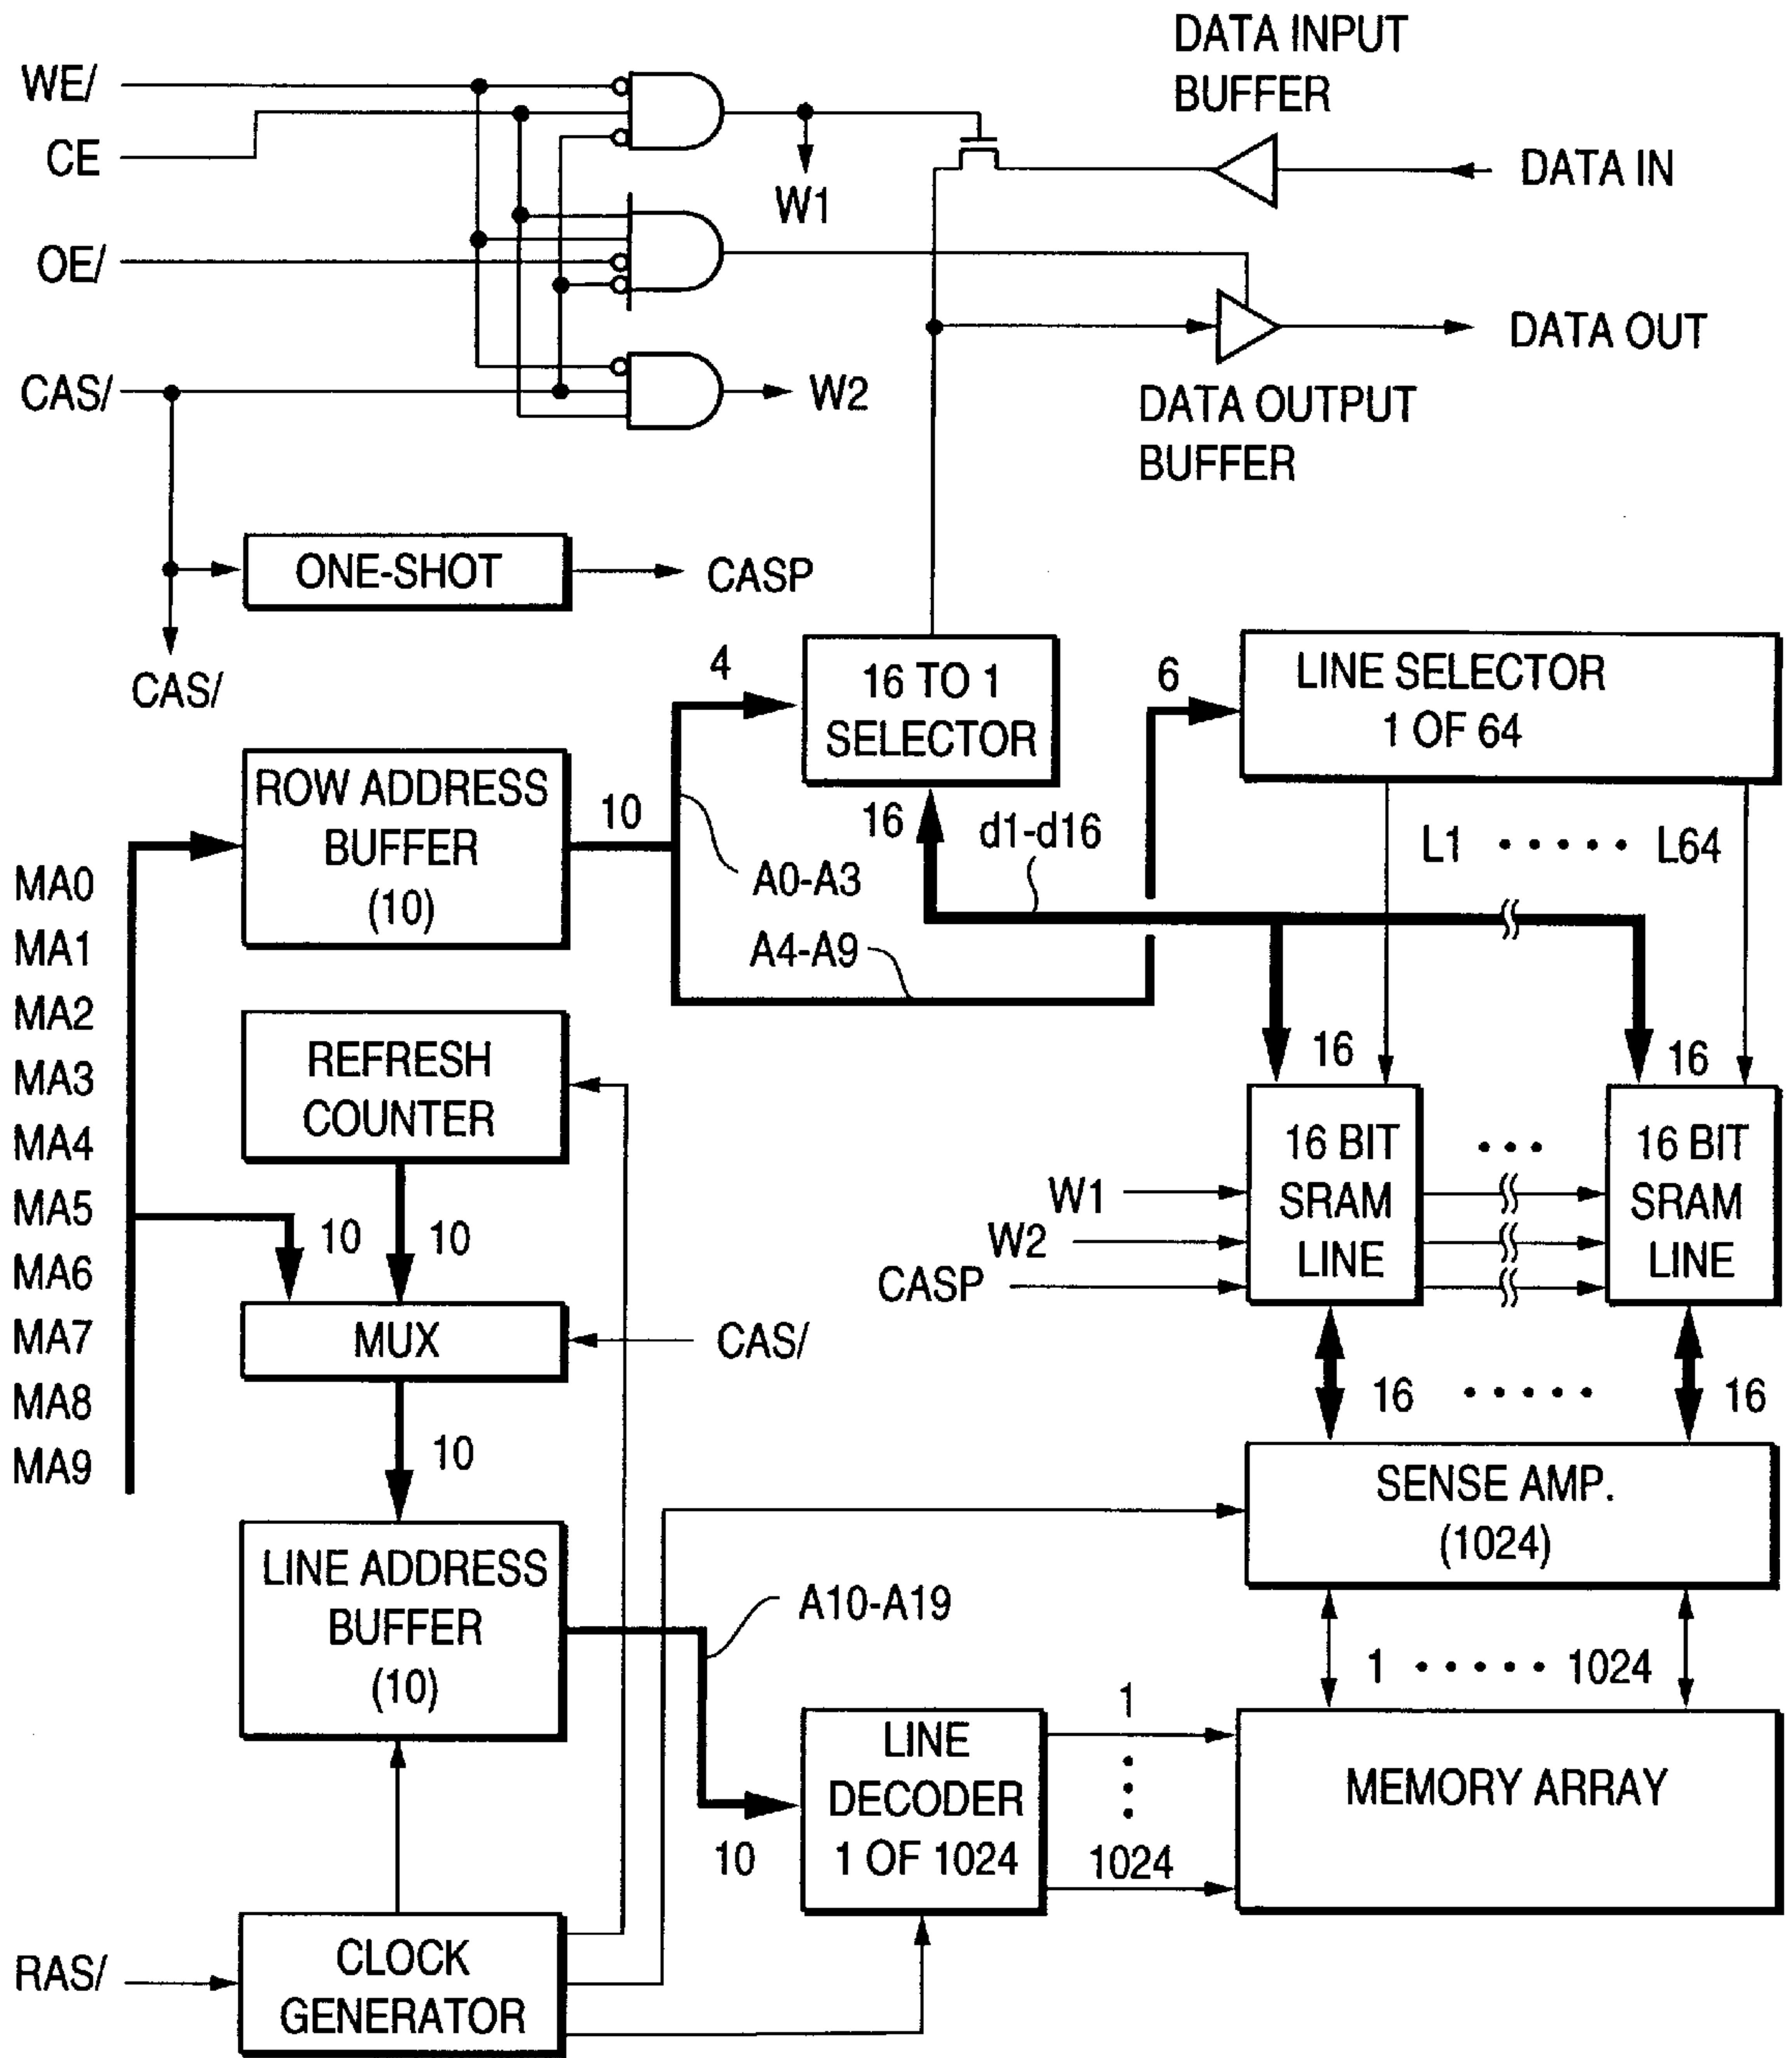 DATA INPUT
BUFFER
WE/
CE
W1
DATA IN
OE/
DATA OUT
CAS/
W2
DATA OUTPUT
BUFFER
ONE-SHOT
CASP
CAS/
4
16 TO 1
SELECTOR
6
LINE SELECTOR
1 OF 64
ROW ADDRESS
BUFFER
(10)
10
16
d1-d16
L1
L64
A0-A3
A4-A9
MA0
MA1
MA2
MA3
MA4
MA5
MA6
MA7
MA8
MA9
REFRESH
COUNTER
16
16
16 BIT
SRAM
LINE
16 BIT
SRAM
LINE
W1
W2
CASP
10
10
MUX
CAS/
16
16
10
SENSE AMP.
(1024)
LINE ADDRESS
BUFFER
(10)
A10-A19
1
1024
10
LINE
DECODER
1 OF 1024
1
1024
MEMORY ARRAY
RAS/
CLOCK
GENERATOR